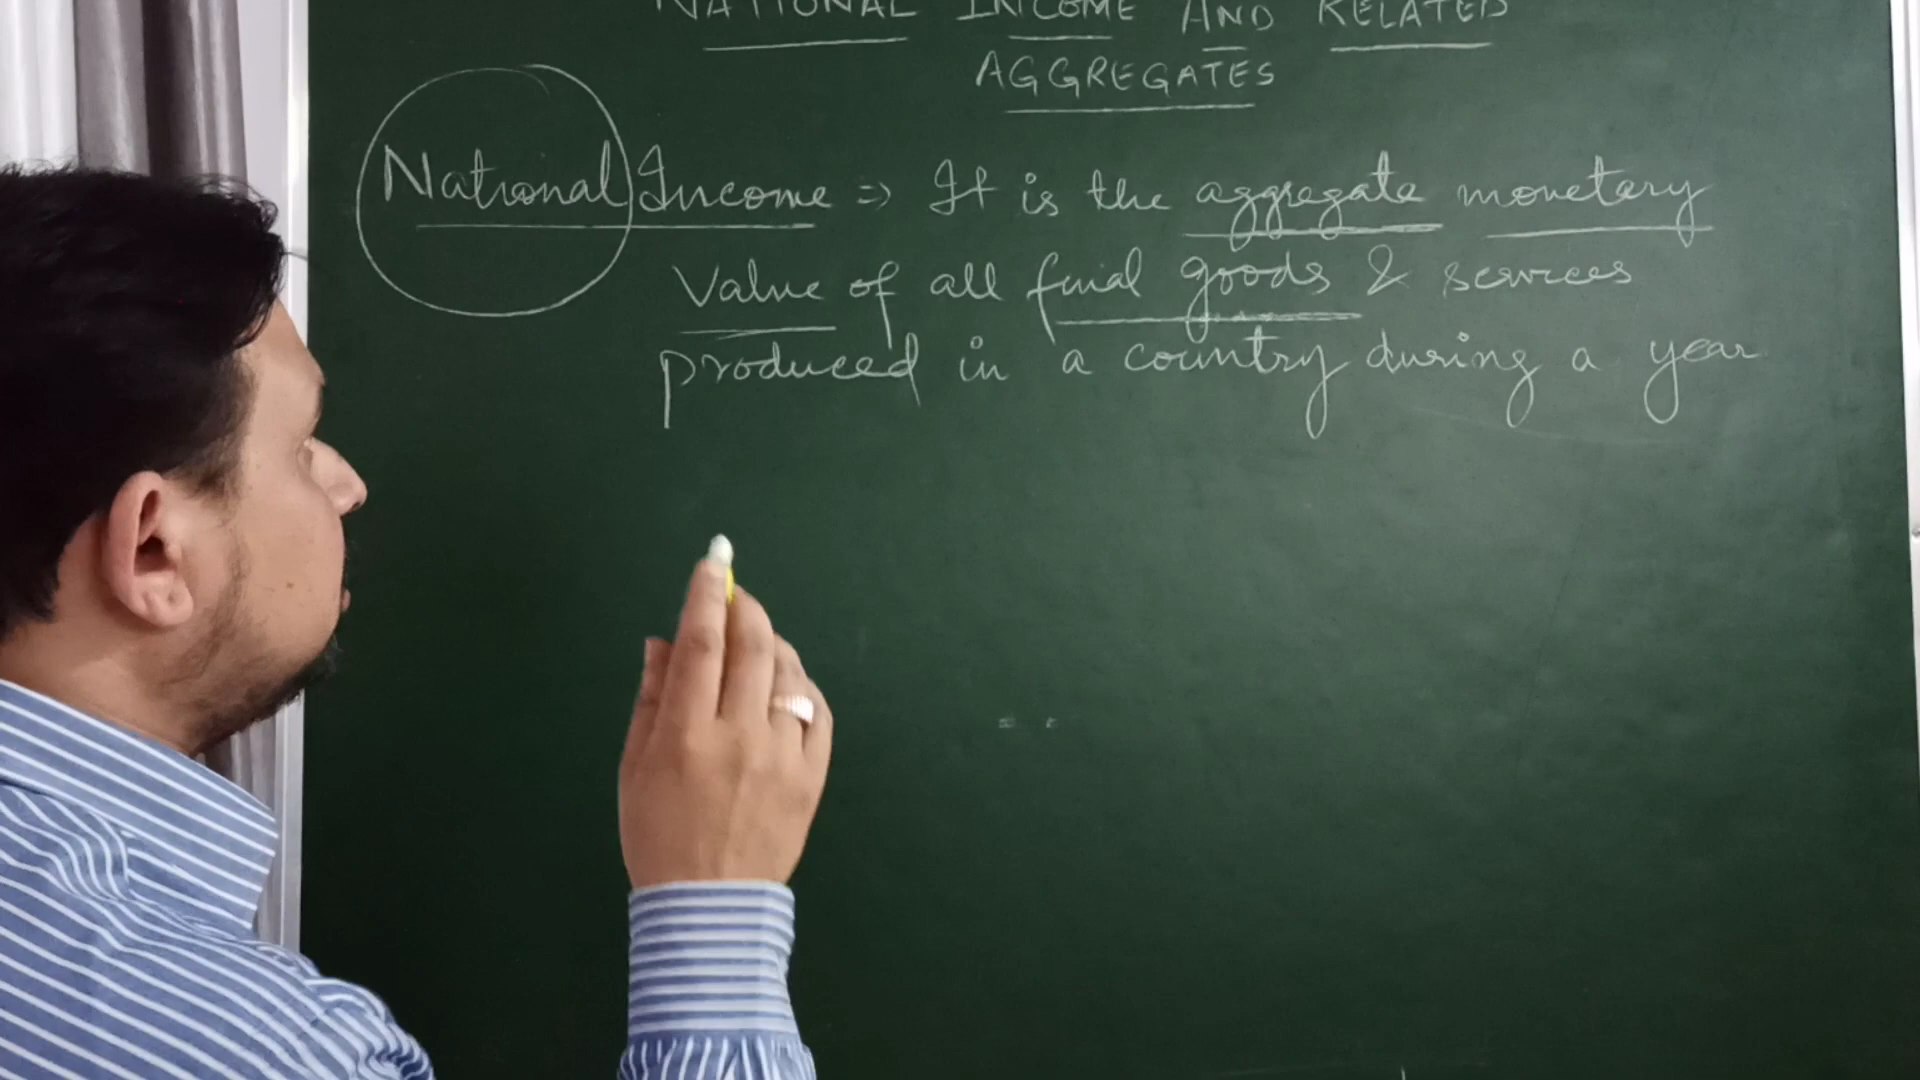 NATIONAL INCOME AND RELATED
AGGREGATES
National Income => It is the aggregate monetary
Value of all final goods & services
produced in a country during a year